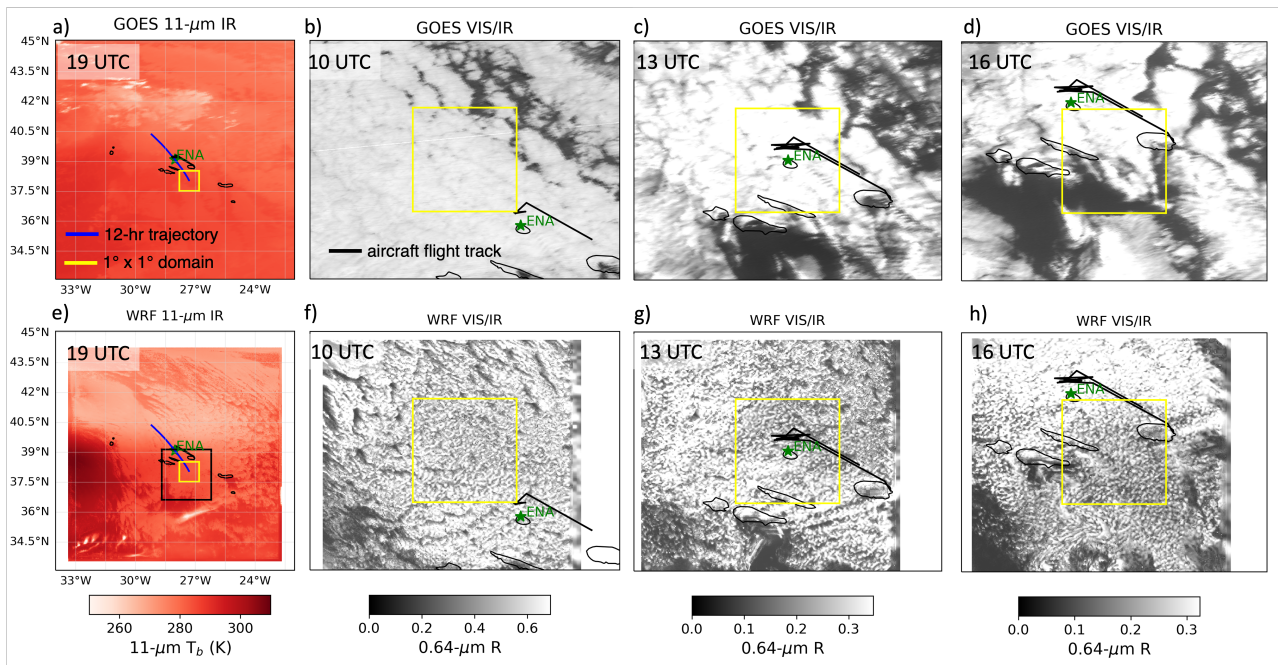 a) GOES 11-μm IR
19 UTC
45°N
42°N
40.5°N
39°N
37.5°N
36°N
34.5°N
33°W 30°W 27°W 24°W
ENA
12-hr trajectory
1° x 1° domain
b) GOES VIS/IR
10 UTC
ENA
aircraft flight track
c) GOES VIS/IR
13 UTC
ENA
d) GOES VIS/IR
16 UTC
ENA
e) WRF 11-μm IR
19 UTC
45°N
43.5°N
42°N
40.5°N
39°N
37.5°N
36°N
34.5°N
33°W 30°W 27°W 24°W
ENA
260 280 300
11-μm Tb (K)
f) WRF VIS/IR
10 UTC
ENA
0.0 0.2 0.4 0.6
0.64-μm R
g) WRF VIS/IR
13 UTC
ENA
0.0 0.1 0.2 0.3
0.64-μm R
h) WRF VIS/IR
16 UTC
ENA
0.0 0.1 0.2 0.3
0.64-μm R